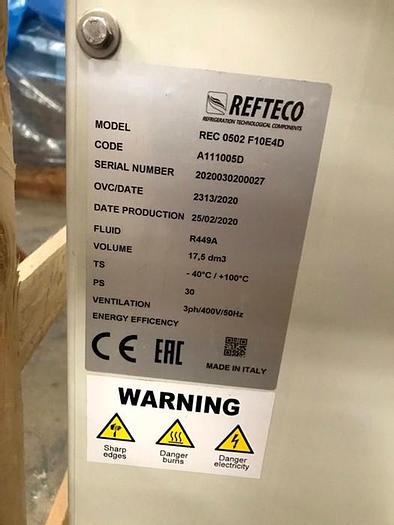 REFTECO
REFRIGERATION TECHNOLOGICAL COMPONENTS
MODEL REC 0502 F10E4D
CODE A111005D
SERIAL NUMBER 2020030200027
OVC/DATE 2313/2020
DATE PRODUCTION 25/02/2020
FLUID R449A
VOLUME 17,5 dm3
TS - 40°C / +100°C
PS 30
VENTILATION 3ph/400V/50Hz
ENERGY EFFICENCY
CE EAC
MADE IN ITALY
WARNING
Sharp edges
Danger burns
Danger electricity